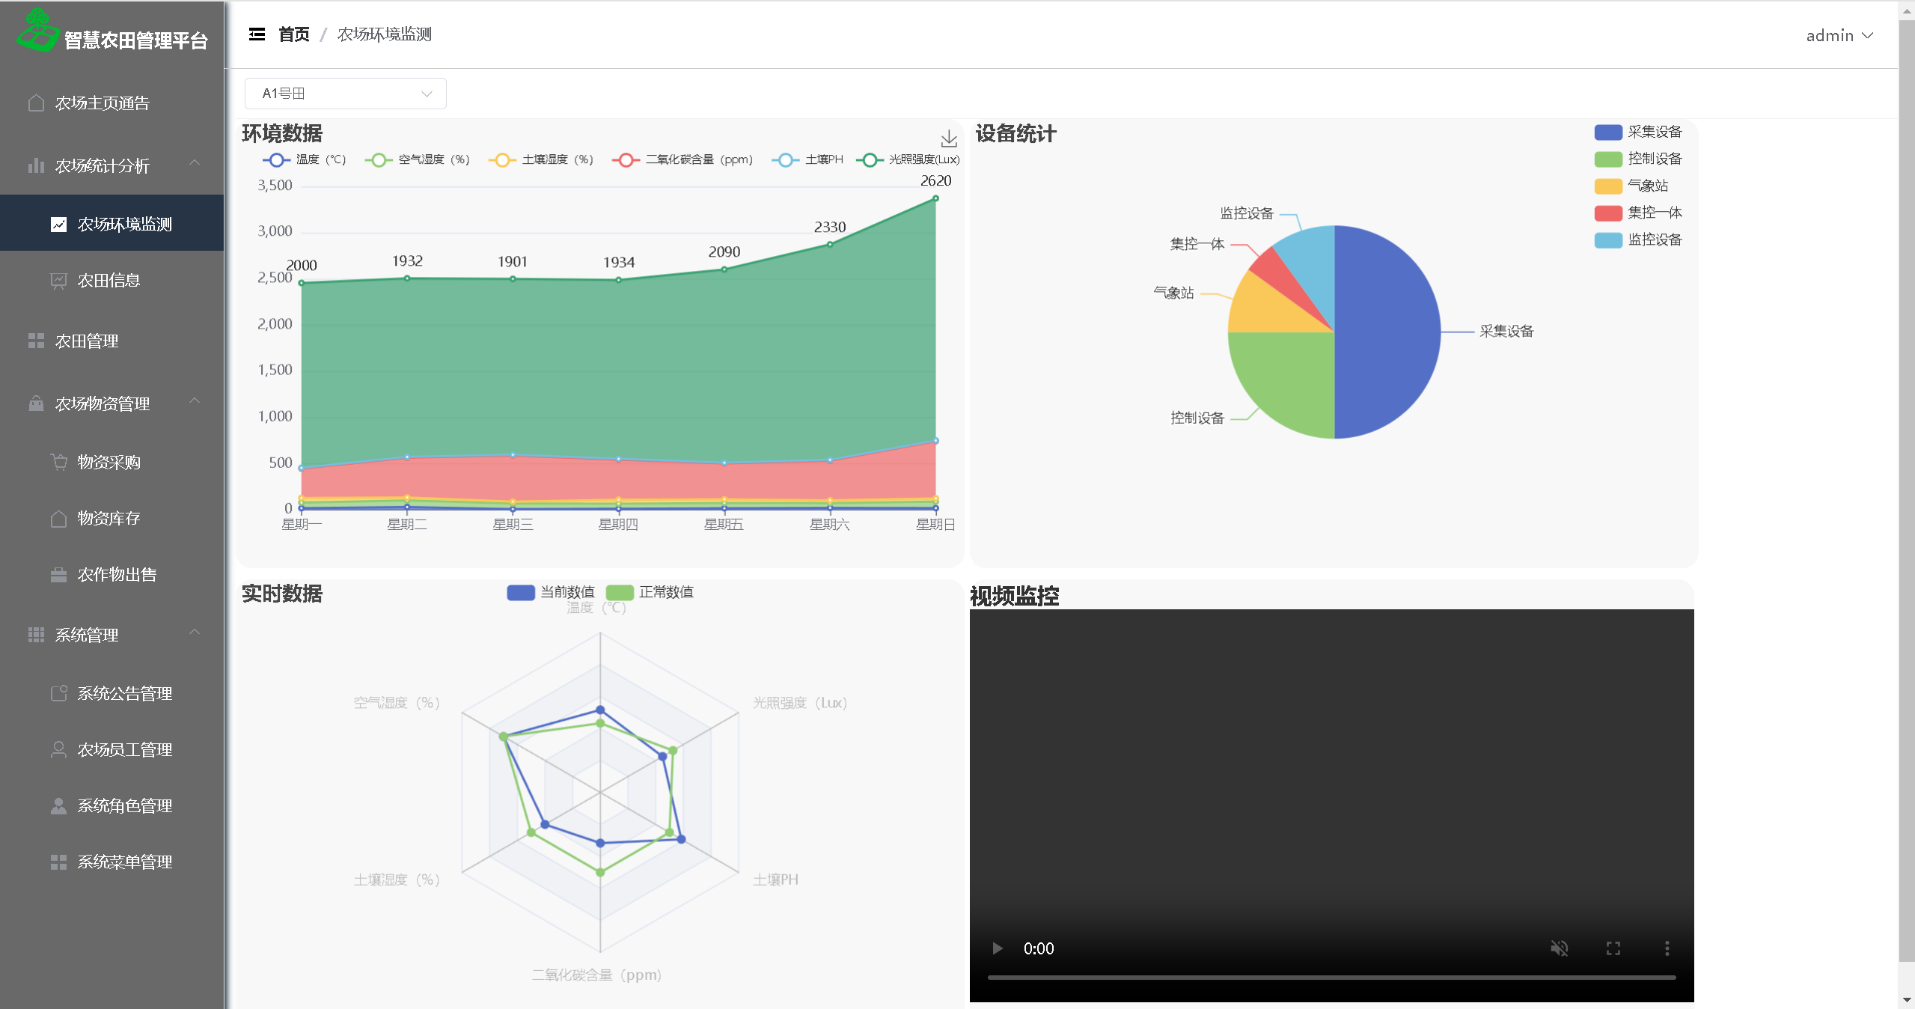 智慧农田管理平台
首页 / 农场环境监测
admin
农场主页通告
农场统计分析
农场环境监测
农田信息
农田管理
农场物资管理
物资采购
物资库存
农作物出售
系统管理
系统公告管理
农场员工管理
系统角色管理
系统菜单管理
A1号田
环境数据
温度（℃） 空气湿度（%） 土壤湿度（%） 二氧化碳含量（ppm） 土壤PH 光照强度(Lux)
3,500
3,000
2,500
2,000
1,500
1,000
500
0
2000 1932 1901 1934 2090 2330 2620
星期一 星期二 星期三 星期四 星期五 星期六 星期日
设备统计
采集设备
控制设备
气象站
集控一体
监控设备
监控设备
集控一体
气象站
采集设备
控制设备
实时数据
当前数值 正常数值
温度（℃）
空气湿度（%） 光照强度（Lux）
土壤湿度（%） 土壤PH
二氧化碳含量（ppm）
视频监控
0:00